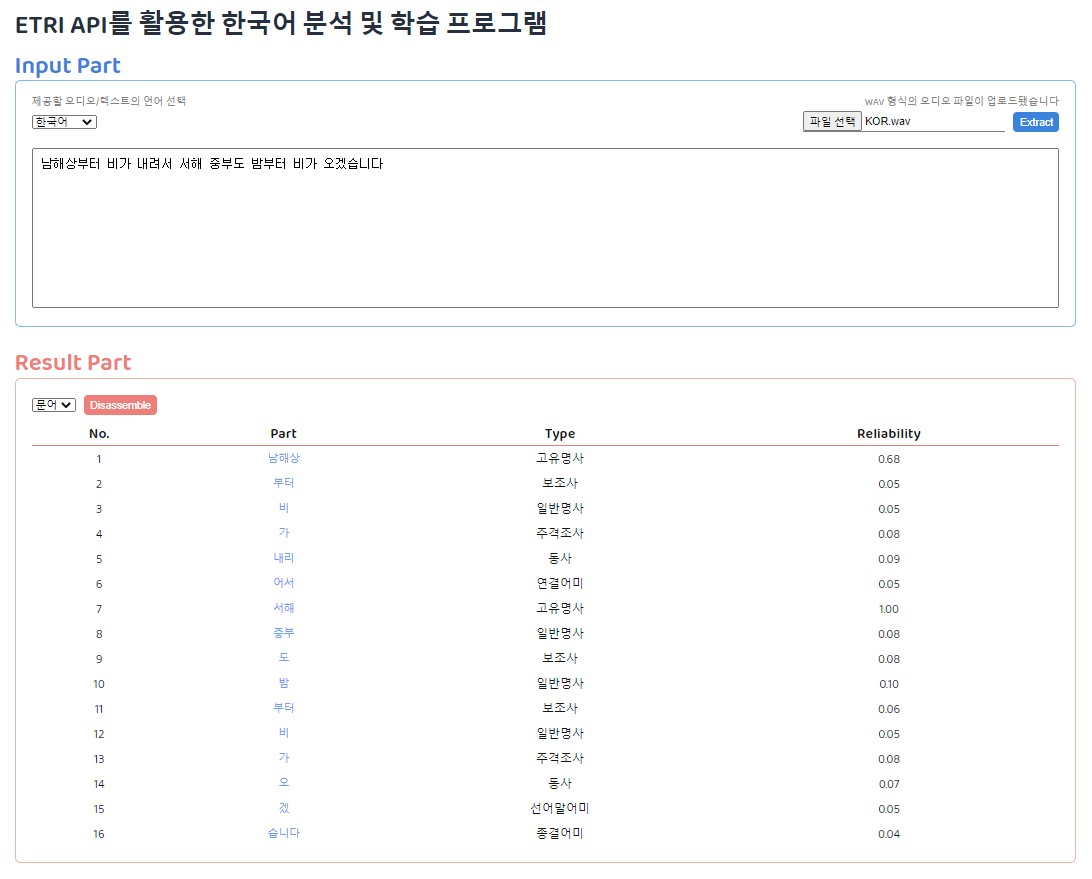 ETRI API를 활용한 한국어 분석 및 학습 프로그램
Input Part
제공할 오디오/텍스트의 언어 선택
WAV 형식의 오디오 파일이 업로드됐습니다
한국어
파일 선택 KOR.wav Extract
남해상부터 비가 내려서 서해 중부도 밤부터 비가 오겠습니다
Result Part
문어 Disassemble
No. Part Type Reliability
1 남해상 고유명사 0.68
2 부터 보조사 0.05
3 비 일반명사 0.05
4 가 주격조사 0.08
5 내리 동사 0.09
6 어서 연결어미 0.05
7 서해 고유명사 1.00
8 중부 일반명사 0.08
9 도 보조사 0.08
10 밤 일반명사 0.10
11 부터 보조사 0.06
12 비 일반명사 0.05
13 가 주격조사 0.08
14 오 동사 0.07
15 겠 선어말어미 0.05
16 습니다 종결어미 0.04